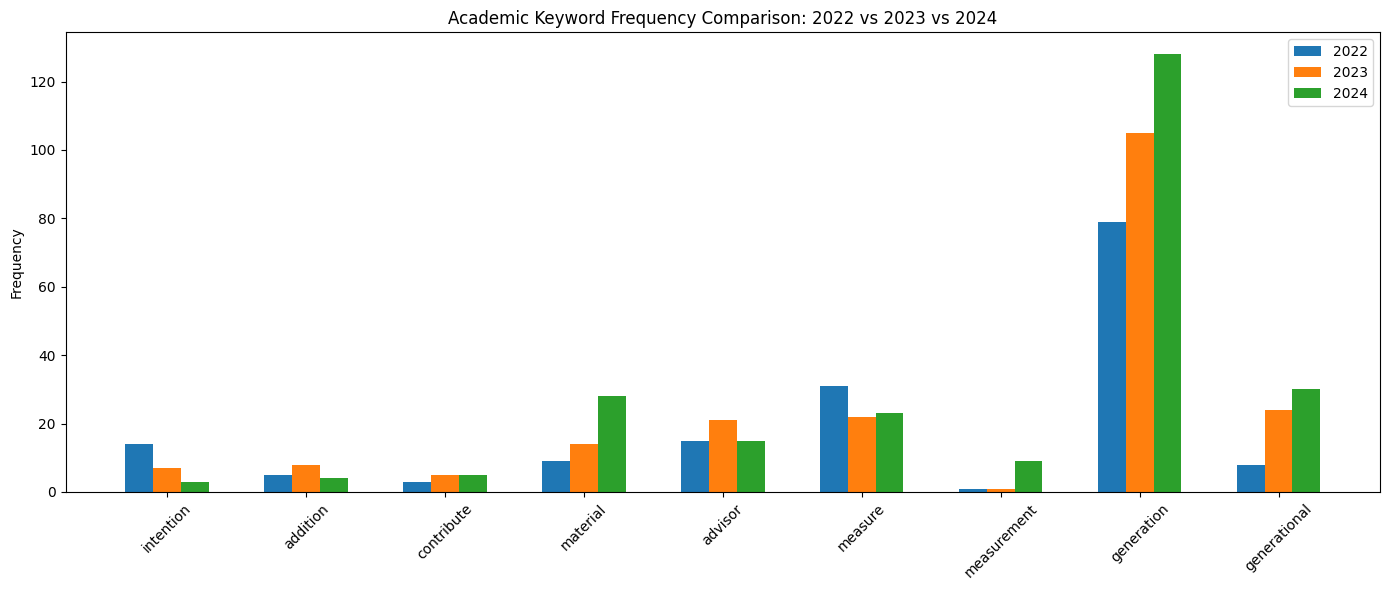 Academic Keyword Frequency Comparison: 2022 vs 2023 vs 2024
2022
2023
2024
Frequency
120
100
80
60
40
20
0
intention
addition
contribute
material
advisor
measure
measurement
generation
generational